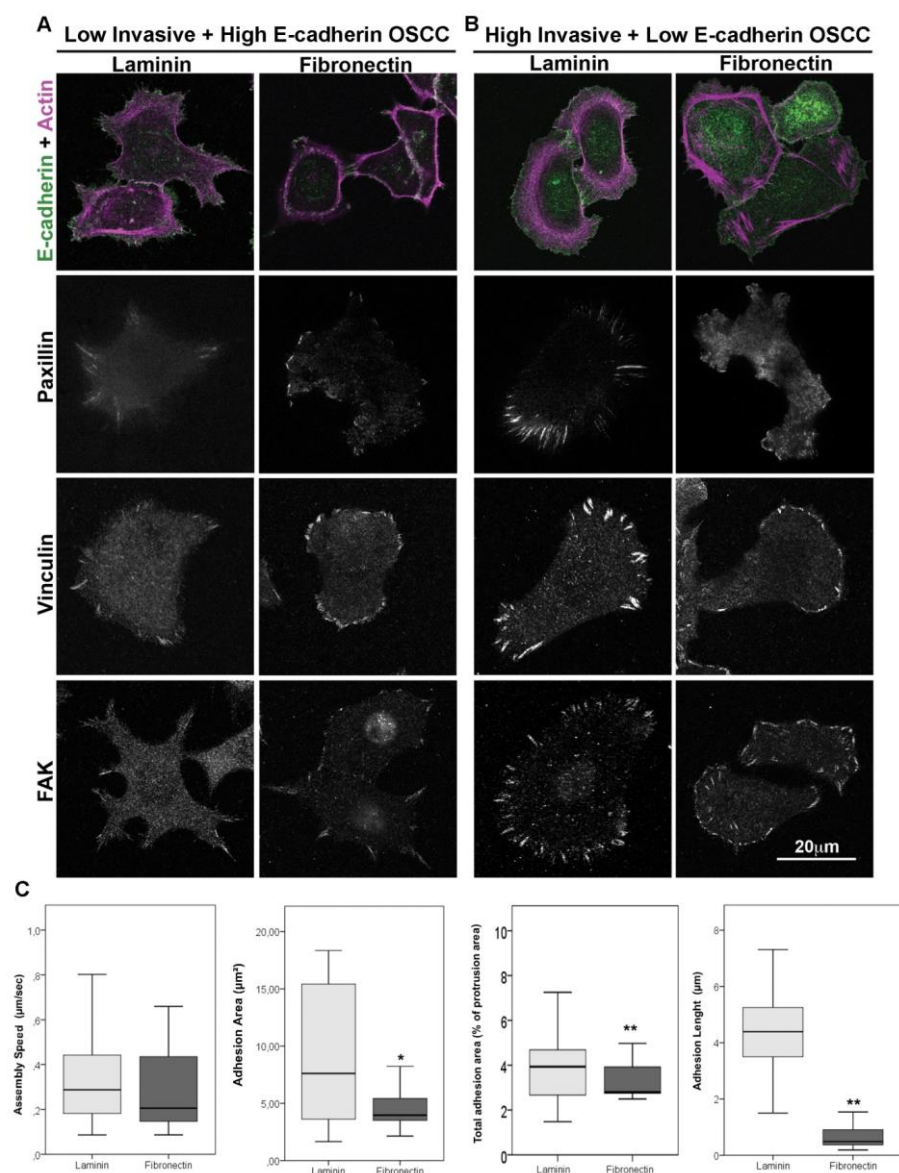 A
Low Invasive + High E-cadherin OSCC
Laminin Fibronectin
B
High Invasive + Low E-cadherin OSCC
Laminin Fibronectin
E-cadherin + Actin
Paxillin
Vinculin
FAK
20μm
C
Assembly Speed (μm/sec)
1,0
,8
,6
,4
,2
,0
Laminin Fibronectin
Adhesion Area (μm²)
20,00
15,00
10,00
5,00
,00
*
Laminin Fibronectin
Total adhesion area (% of protrusion area)
10
8
6
4
2
0
**
Laminin Fibronectin
Adhesion Lenght (μm)
8
6
4
2
0
**
Laminin Fibronectin